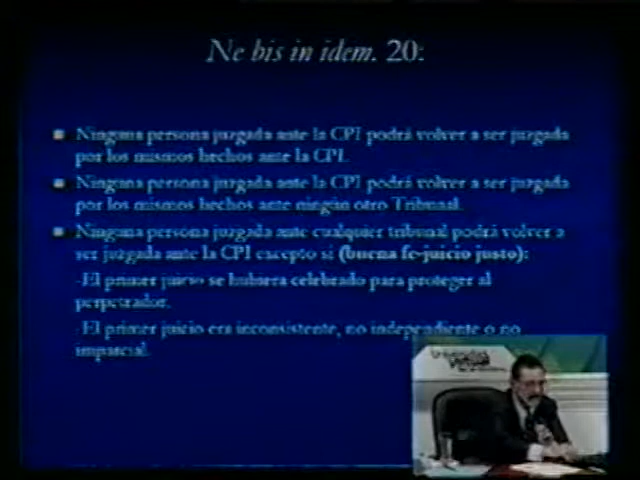 Ne bis in idem. 20:
Ninguna persona juzgada ante la CPI podrá volver a ser juzgada
por los mismos hechos ante la CPI.
Ninguna persona juzgada ante la CPI podrá volver a ser juzgada
por los mismos hechos ante ningún otro Tribunal.
Ninguna persona juzgada ante cualquier tribunal podrá volver a
ser juzgada ante la CPI excepto si (buena fe-juicio justo):
-El primer juicio se hubiera celebrado para proteger al
perpetrador.
-El primer juicio era inconsistente, no independiente o no
imparcial.